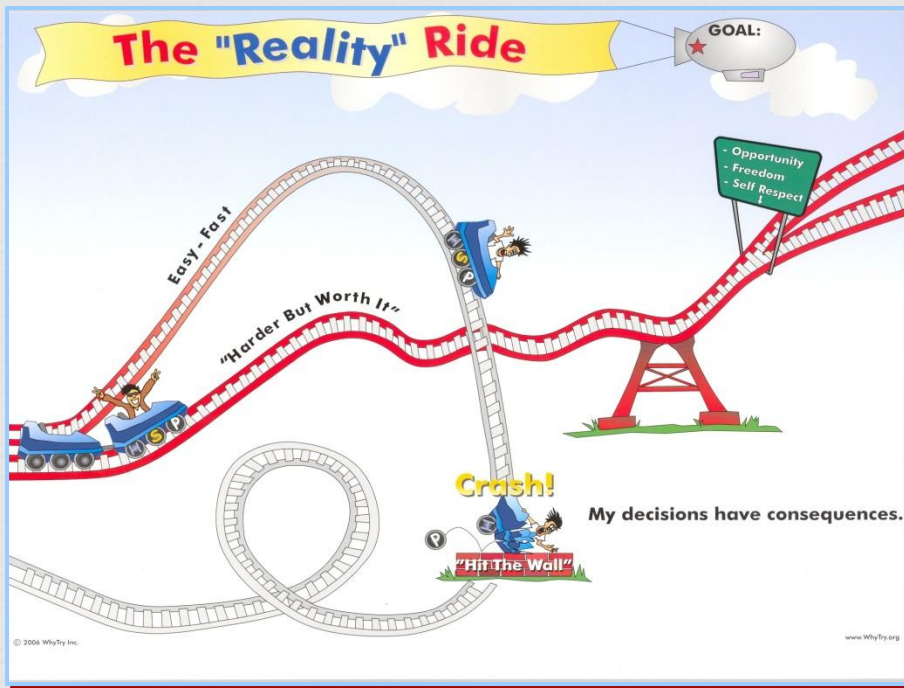 The "Reality" Ride
GOAL:
- Opportunity
- Freedom
- Self Respect
Easy - Fast
"Harder But Worth It"
H S P
H S P
Crash!
P
H
"Hit The Wall"
My decisions have consequences.
© 2006 WhyTry Inc.
www.WhyTry.org